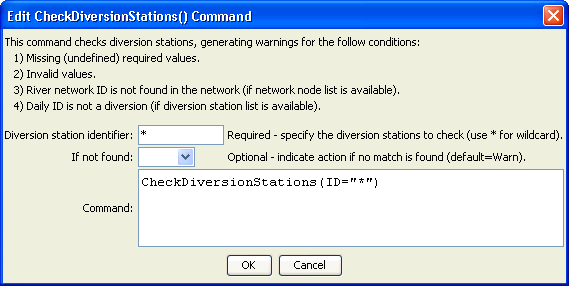 Edit CheckDiversionStations() Command
This command checks diversion stations, generating warnings for the follow conditions:
1) Missing (undefined) required values.
2) Invalid values.
3) River network ID is not found in the network (if network node list is available).
4) Daily ID is not a diversion (if diversion station list is available).
Diversion station identifier: * Required - specify the diversion stations to check (use * for wildcard).
If not found: Optional - indicate action if no match is found (default=Warn).
Command: CheckDiversionStations(ID="*")
OK Cancel